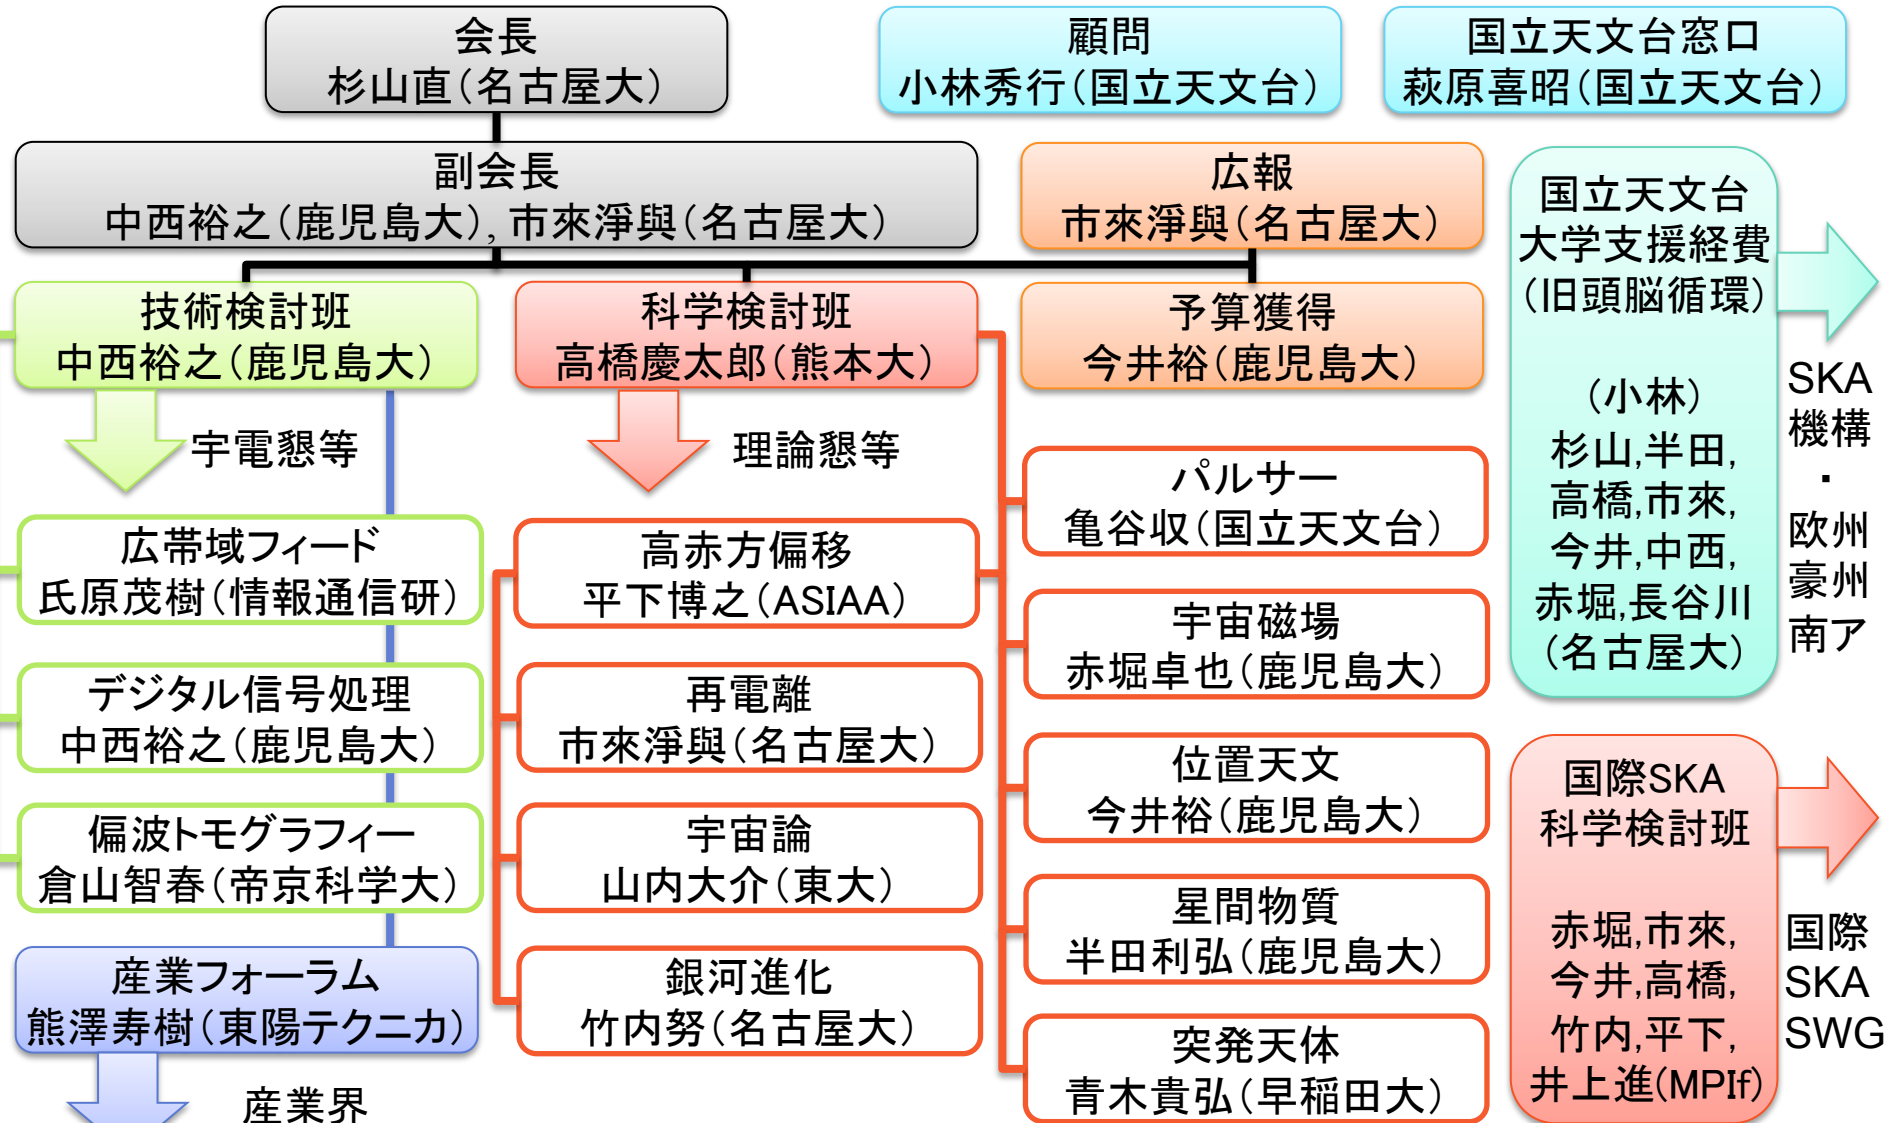 会長
杉山直(名古屋大)
顧問
小林秀行(国立天文台)
国立天文台窓口
萩原喜昭(国立天文台)
副会長
中西裕之(鹿児島大), 市來淨與(名古屋大)
広報
市來淨與(名古屋大)
技術検討班
中西裕之(鹿児島大)
科学検討班
高橋慶太郎(熊本大)
予算獲得
今井裕(鹿児島大)
宇電懇等
理論懇等
広帯域フィード
氏原茂樹(情報通信研)
デジタル信号処理
中西裕之(鹿児島大)
偏波トモグラフィー
倉山智春(帝京科学大)
産業フォーラム
熊澤寿樹(東陽テクニカ)
産業界
高赤方偏移
平下博之(ASIAA)
再電離
市來淨與(名古屋大)
宇宙論
山内大介(東大)
銀河進化
竹内努(名古屋大)
パルサー
亀谷収(国立天文台)
宇宙磁場
赤堀卓也(鹿児島大)
位置天文
今井裕(鹿児島大)
星間物質
半田利弘(鹿児島大)
突発天体
青木貴弘(早稲田大)
国立天文台
大学支援経費
(旧頭脳循環)
(小林)
杉山,半田,
高橋,市來,
今井,中西,
赤堀,長谷川
(名古屋大)
SKA
機構
・
欧州
豪州
南ア
国際SKA
科学検討班
赤堀,市來,
今井,高橋,
竹内,平下,
井上進(MPIf)
国際
SKA
SWG